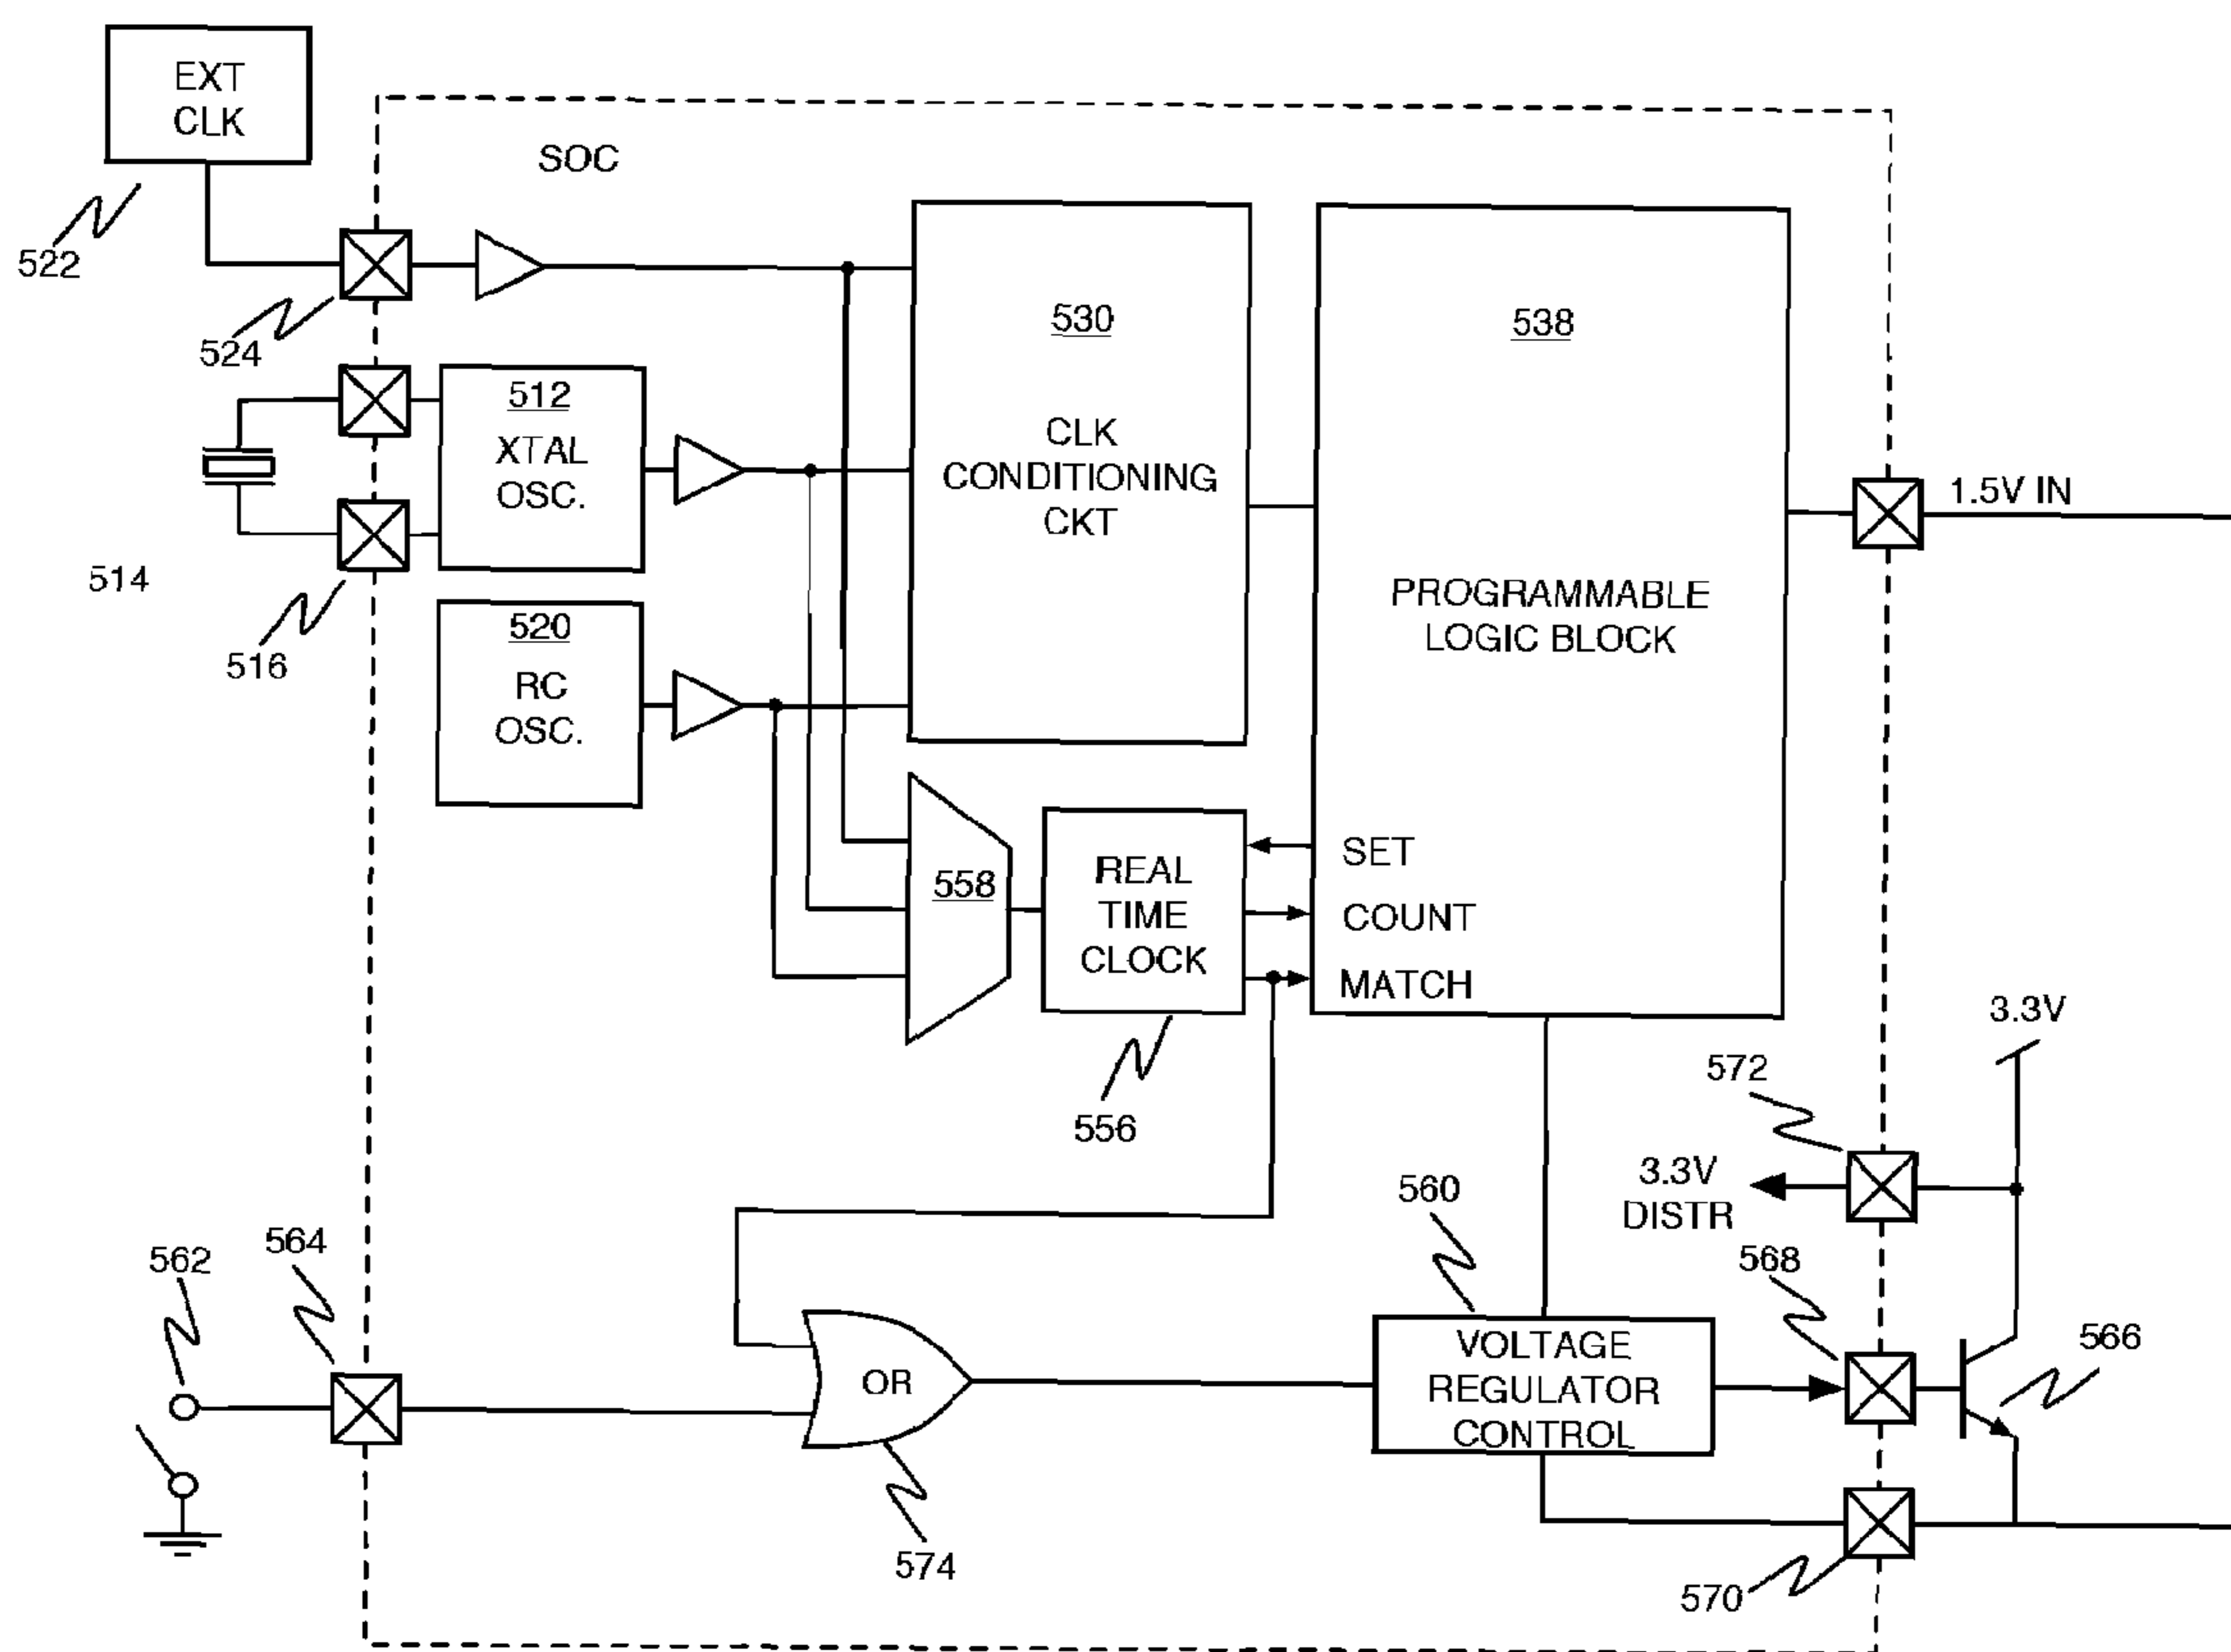 EXT
CLK
SOC
522
524
530
538
512
XTAL
OSC.
CLK
CONDITIONING
CKT
1.5V IN
514
516
520
RC
OSC.
PROGRAMMABLE
LOGIC BLOCK
558
REAL
TIME
CLOCK
SET
COUNT
MATCH
556
3.3V
572
3.3V
DISTR
560
568
562
564
OR
VOLTAGE
REGULATOR
CONTROL
566
574
570